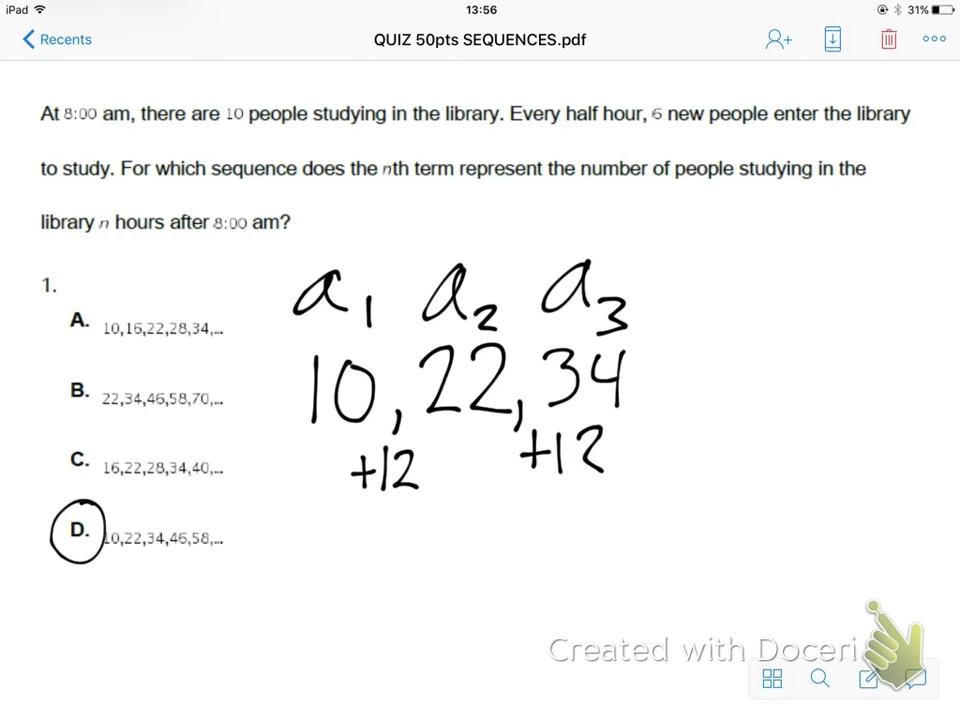 iPad 13:56 31%
Recents QUIZ 50pts SEQUENCES.pdf
At 8:00 am, there are 10 people studying in the library. Every half hour, 6 new people enter the library
to study. For which sequence does the nth term represent the number of people studying in the
library n hours after 8:00 am?
1.
a1 a2 a3
A. 10,16,22,28,34,...
10, 22, 34
B. 22,34,46,58,70,...
+12 +12
C. 16,22,28,34,40,...
D. 10,22,34,46,58,...
Created with Doceri